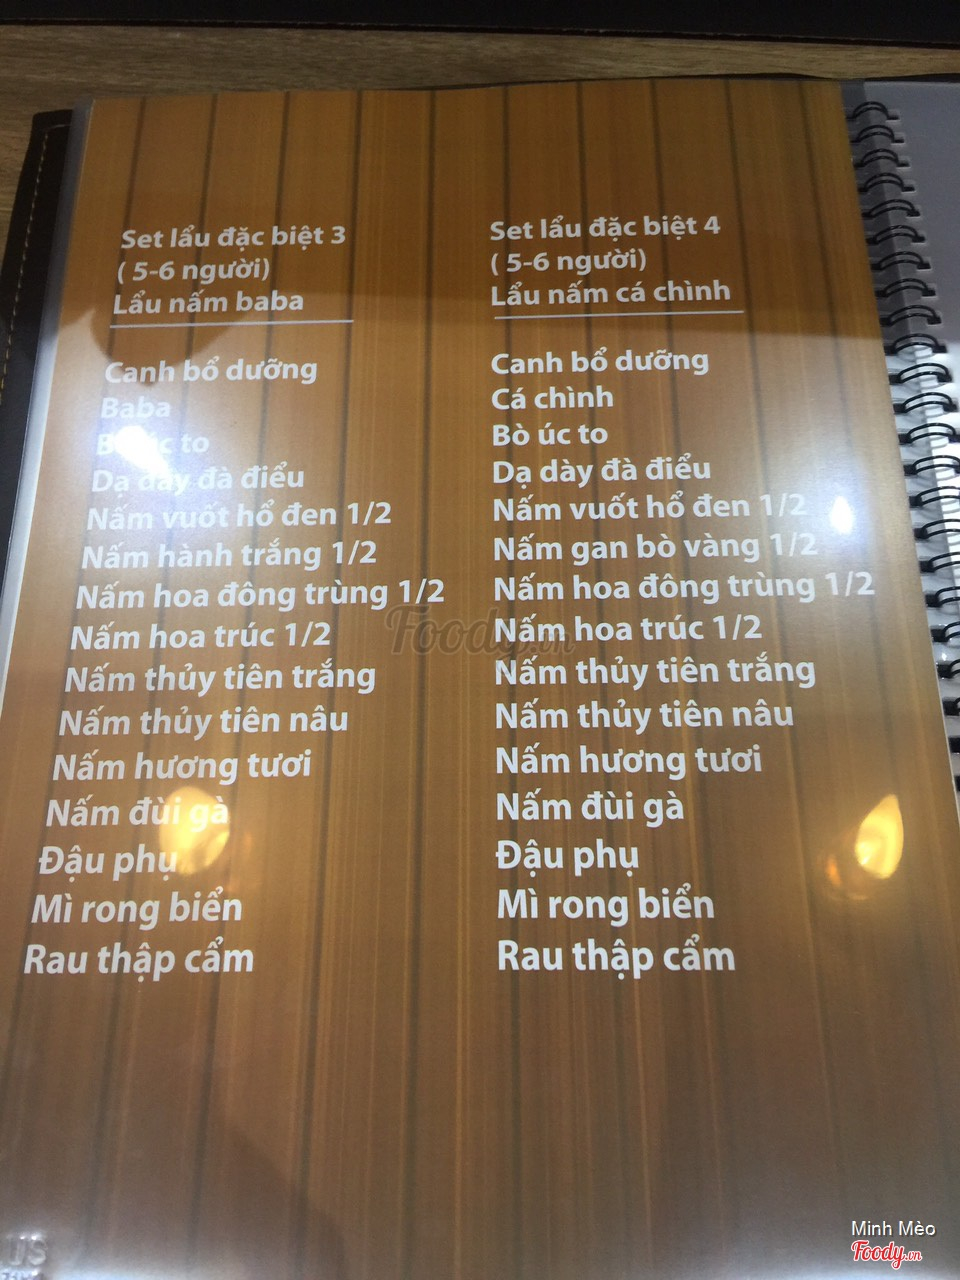 Set lẩu đặc biệt 3
( 5-6 người)
Lẩu nấm baba
Canh bổ dưỡng
Baba
Bò úc to
Dạ dày đà điểu
Nấm vuốt hổ đen 1/2
Nấm hành trắng 1/2
Nấm hoa đông trùng 1/2
Nấm hoa trúc 1/2
Nấm thủy tiên trắng
Nấm thủy tiên nâu
Nấm hương tươi
Nấm đùi gà
Đậu phụ
Mì rong biển
Rau thập cẩm
Set lẩu đặc biệt 4
( 5-6 người)
Lẩu nấm cá chình
Canh bổ dưỡng
Cá chình
Bò úc to
Dạ dày đà điểu
Nấm vuốt hổ đen 1/2
Nấm gan bò vàng 1/2
Nấm hoa đông trùng 1/2
Nấm hoa trúc 1/2
Nấm thủy tiên trắng
Nấm thủy tiên nâu
Nấm hương tươi
Nấm đùi gà
Đậu phụ
Mì rong biển
Rau thập cẩm
Foody.vn
Minh Mèo
Foody.vn